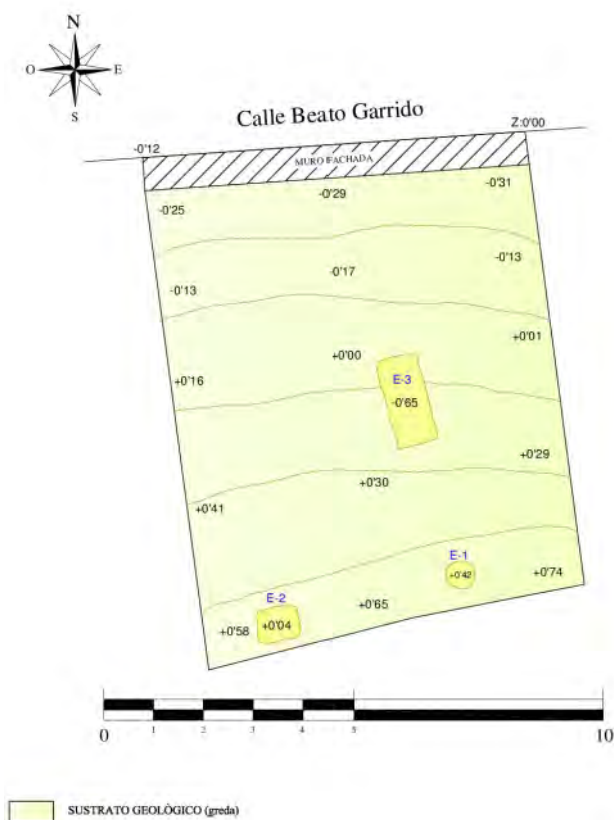 N
O E
S
Calle Beato Garrido
-0'12 Z:0'00
MURO FACHADA
-0'25 -0'29 -0'31
-0'13 -0'17 -0'13
+0'16 +0'00 +0'01
E-3
-0'65
+0'41 +0'30 +0'29
E-1
+0'42 +0'74
E-2
+0'58 +0'04 +0'65
0 1 2 3 4 5 10
SUSTRATO GEOLÒGICO (greda)